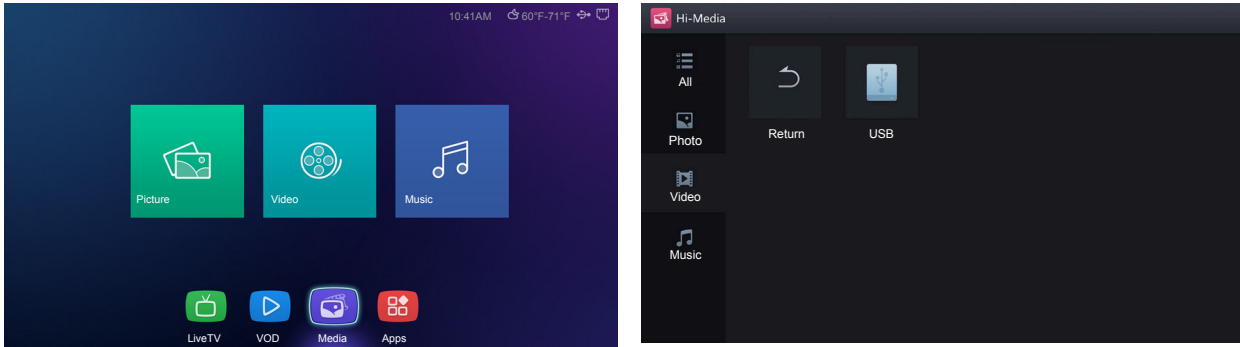 10:41AM 60°F-71°F
Picture Video Music
LiveTV VOD Media Apps
Hi-Media
All
Photo
Return USB
Video
Music